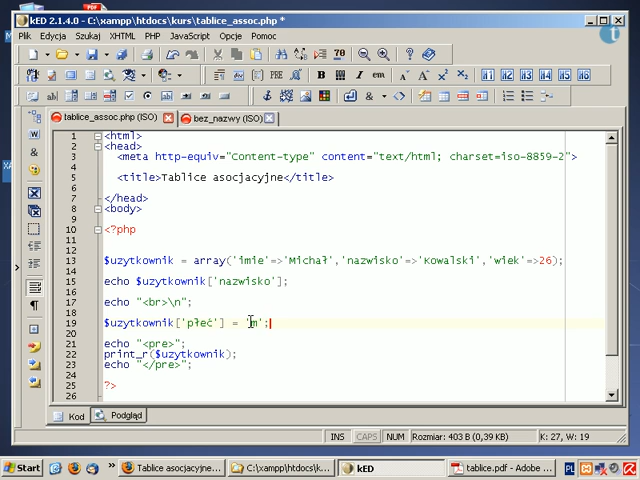 kED 2.1.4.0 - C:\xampp\htdocs\kurs\tablice_assoc.php *
Plik Edycja Szukaj XHTML PHP JavaScript Opcje Pomoc
tablice_assoc.php (ISO) bez_nazwy (ISO)
1 <html>
2 <head>
3 <meta http-equiv="Content-type" content="text/html; charset=iso-8859-2">
4
5 <title>Tablice asocjacyjne</title>
6
7 </head>
8 <body>
9
10 <?php
11
12
13 $uzytkownik = array('imie'=>'Michał','nazwisko'=>'Kowalski','wiek'=>26);
14
15 echo $uzytkownik['nazwisko'];
16
17 echo "<br>\n";
18
19 $uzytkownik['płeć'] = 'm';
20
21 echo "<pre>";
22 print_r($uzytkownik);
23 echo "</pre>";
24
25 ?>
26
Kod Podgląd
INS CAPS NUM Rozmiar: 403 B (0,39 KB) K: 27, W: 19
Start Tablice asocjacyjne... C:\xampp\htdocs\k... kED tablice.pdf - Adobe... PL